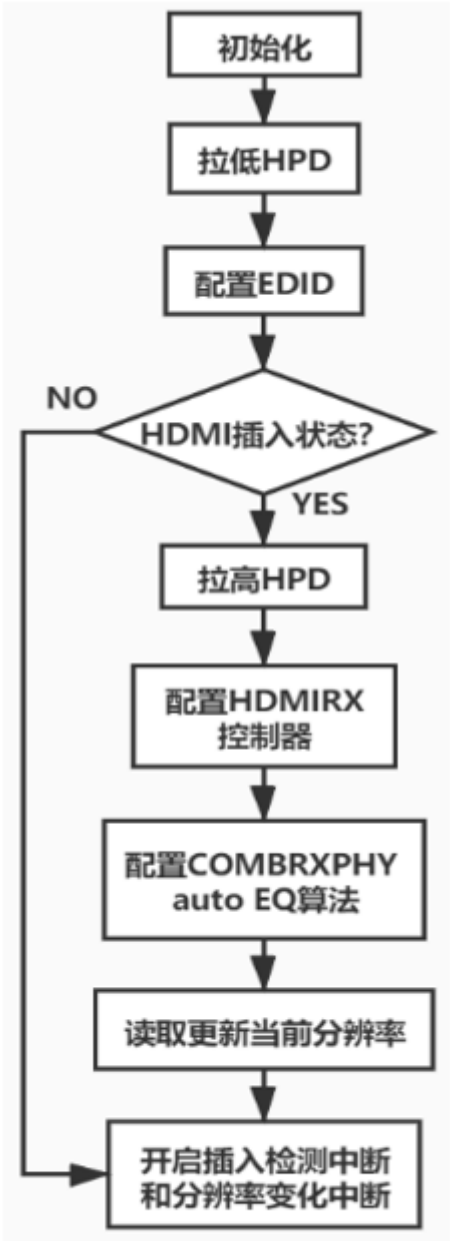 初始化
拉低HPD
配置EDID
NO
HDMI插入状态?
YES
拉高HPD
配置HDMIRX
控制器
配置COMBRXPHY
auto EQ算法
读取更新当前分辨率
开启插入检测中断
和分辨率变化中断